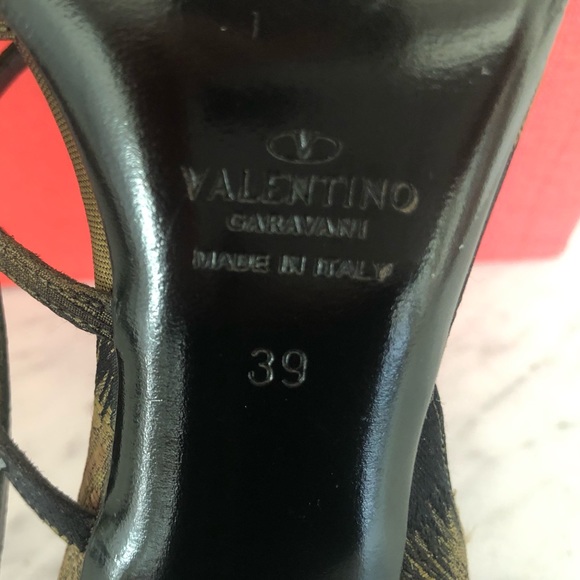 VALENTINO
GARAVANI
MADE IN ITALY
39